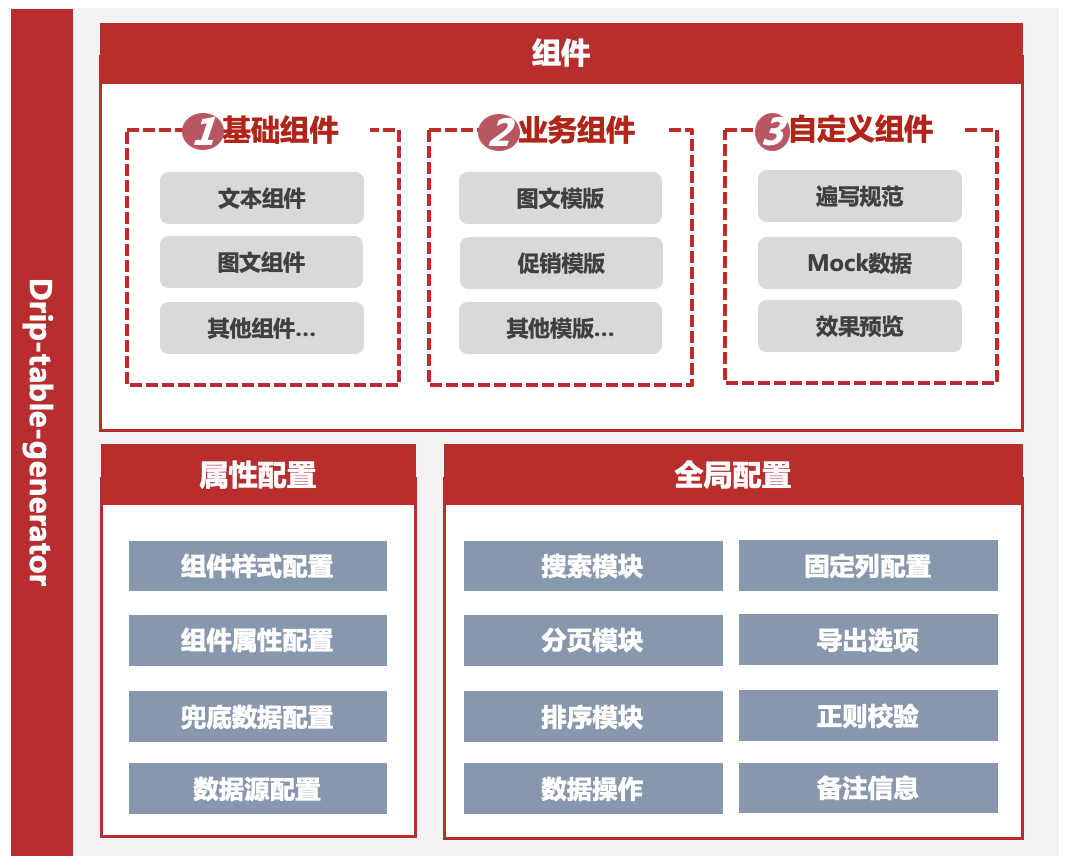 Drip-table-generator
组件
1 基础组件
文本组件
图文组件
其他组件...
2 业务组件
图文模版
促销模版
其他模版...
3 自定义组件
遍写规范
Mock数据
效果预览
属性配置
组件样式配置
组件属性配置
兜底数据配置
数据源配置
全局配置
搜索模块
固定列配置
分页模块
导出选项
排序模块
正则校验
数据操作
备注信息